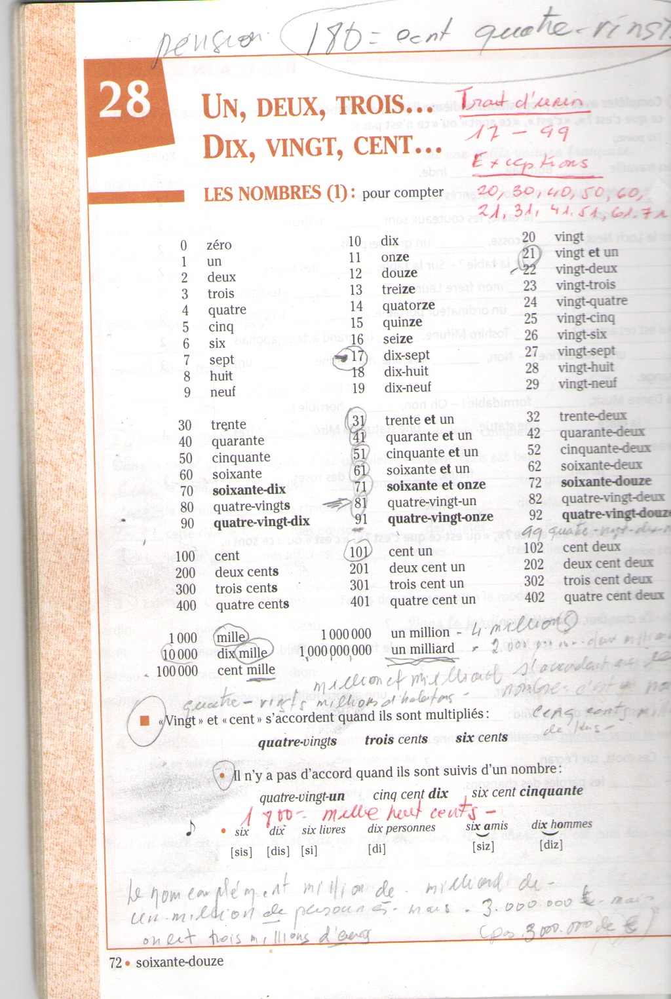 pension 180 = cent quatre-vingts
28
UN, DEUX, TROIS...
DIX, VINGT, CENT...
Trait d'union
17 - 99
Exceptions
20, 30, 40, 50, 60,
21, 31, 41, 51, 61, 71
LES NOMBRES (1) : pour compter
0 zéro 10 dix 20 vingt
1 un 11 onze 21 vingt et un
2 deux 12 douze 22 vingt-deux
3 trois 13 treize 23 vingt-trois
4 quatre 14 quatorze 24 vingt-quatre
5 cinq 15 quinze 25 vingt-cinq
6 six 16 seize 26 vingt-six
7 sept 17 dix-sept 27 vingt-sept
8 huit 18 dix-huit 28 vingt-huit
9 neuf 19 dix-neuf 29 vingt-neuf
30 trente 31 trente et un 32 trente-deux
40 quarante 41 quarante et un 42 quarante-deux
50 cinquante 51 cinquante et un 52 cinquante-deux
60 soixante 61 soixante et un 62 soixante-deux
70 soixante-dix 71 soixante et onze 72 soixante-douze
80 quatre-vingts 81 quatre-vingt-un 82 quatre-vingt-deux
90 quatre-vingt-dix 91 quatre-vingt-onze 92 quatre-vingt-douze
99 quatre-vingt-dix-
100 cent 101 cent un 102 cent deux
200 deux cents 201 deux cent un 202 deux cent deux
300 trois cents 301 trois cent un 302 trois cent deux
400 quatre cents 401 quatre cent un 402 quatre cent deux
1 000 mille 1 000 000 un million - 4 millions
10 000 dix mille 1 000 000 000 un milliard
100 000 cent mille
million et milliard s'accordent
nombre - c'est
quatre-vingts millions d'habitants -
■ « Vingt » et « cent » s'accordent quand ils sont multipliés :
cinq cents
quatre-vingts trois cents six cents
• Il n'y a pas d'accord quand ils sont suivis d'un nombre :
quatre-vingt-un cinq cent dix six cent cinquante
1 800 = mille huit cents -
♪ • six dix six livres dix personnes six amis dix hommes
[sis] [dis] [si] [di] [siz] [diz]
Le nom complément million de - milliard de -
un million de personnes - mais - 3.000.000 € - mais
on écrit trois millions d'euros (pas 3000.000 de €)
72 • soixante-douze